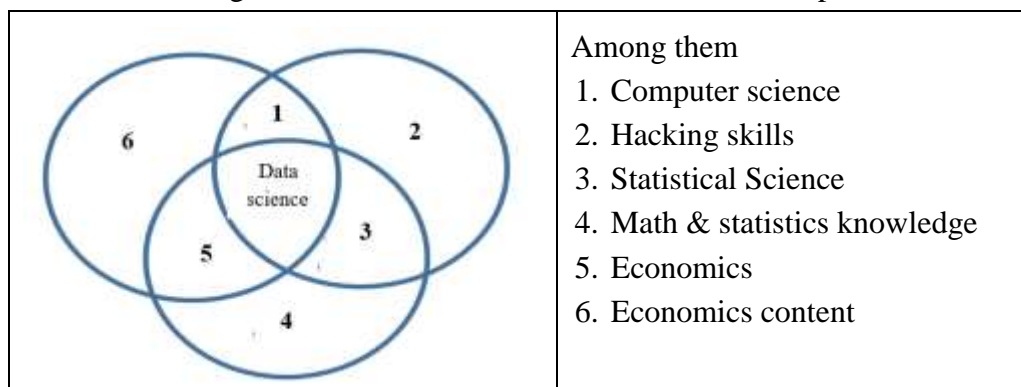 1
6
2
Data
science
3
5
4
Among them
1. Computer science
2. Hacking skills
3. Statistical Science
4. Math & statistics knowledge
5. Economics
6. Economics content